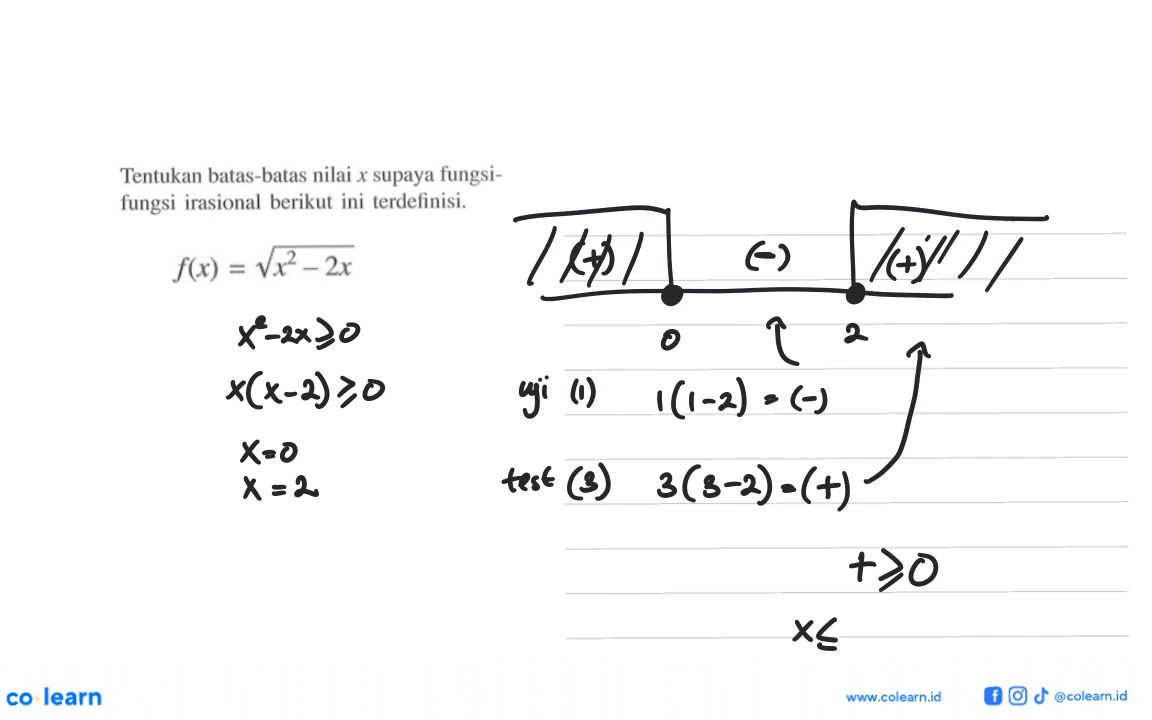 Tentukan batas-batas nilai x supaya fungsi-
fungsi irasional berikut ini terdefinisi.
f(x) = √(x² – 2x)
x²-2x⩾0
x(x-2)⩾0
x=0
x=2
(+) (-) (+)
0 2
uji (1) 1(1-2) = (-)
test (3) 3(3-2) = (+)
+⩾0
x≤
co·learn
www.colearn.id
@colearn.id